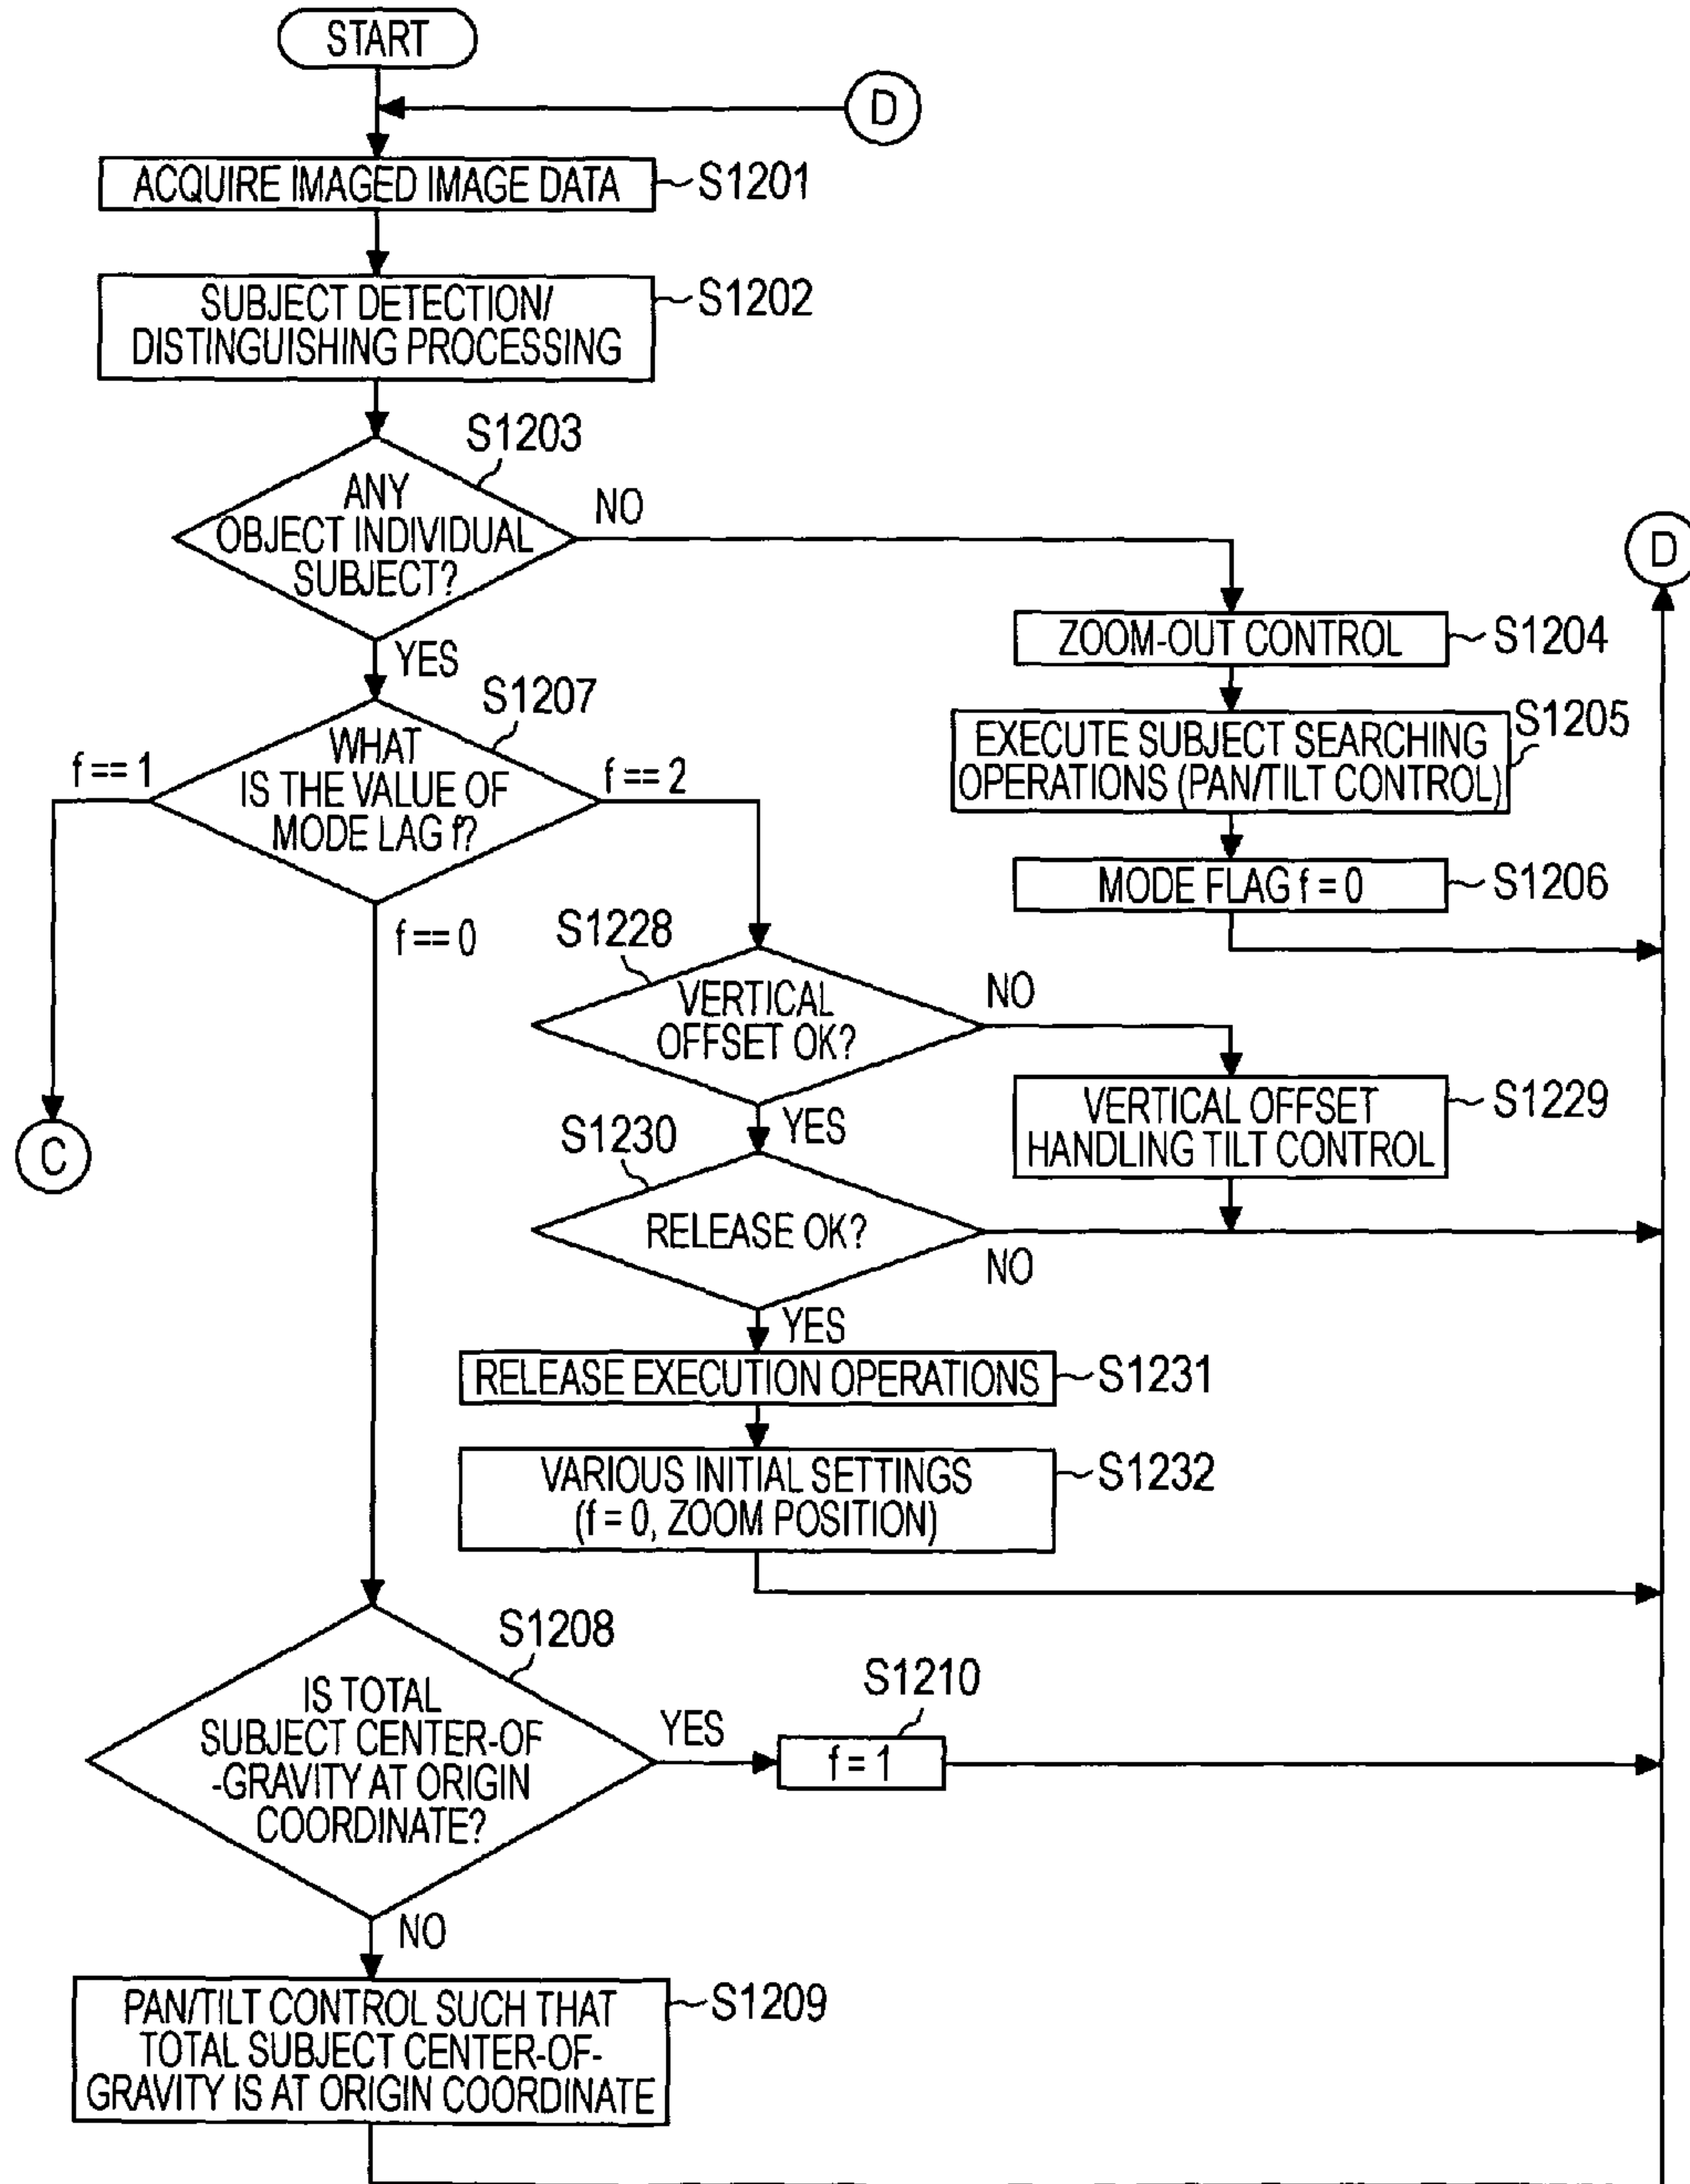 START
D
ACQUIRE IMAGED IMAGE DATA
S1201
SUBJECT DETECTION/
DISTINGUISHING PROCESSING
S1202
S1203
ANY
OBJECT INDIVIDUAL
SUBJECT?
NO
YES
D
ZOOM-OUT CONTROL
S1204
EXECUTE SUBJECT SEARCHING
OPERATIONS (PAN/TILT CONTROL)
S1205
MODE FLAG f = 0
S1206
S1207
WHAT
IS THE VALUE OF
MODE LAG f?
f == 1
f == 2
f == 0
C
S1228
VERTICAL
OFFSET OK?
NO
YES
VERTICAL OFFSET
HANDLING TILT CONTROL
S1229
S1230
RELEASE OK?
NO
YES
RELEASE EXECUTION OPERATIONS
S1231
VARIOUS INITIAL SETTINGS
(f = 0, ZOOM POSITION)
S1232
S1208
IS TOTAL
SUBJECT CENTER-OF
-GRAVITY AT ORIGIN
COORDINATE?
YES
S1210
f = 1
NO
PAN/TILT CONTROL SUCH THAT
TOTAL SUBJECT CENTER-OF-
GRAVITY IS AT ORIGIN COORDINATE
S1209